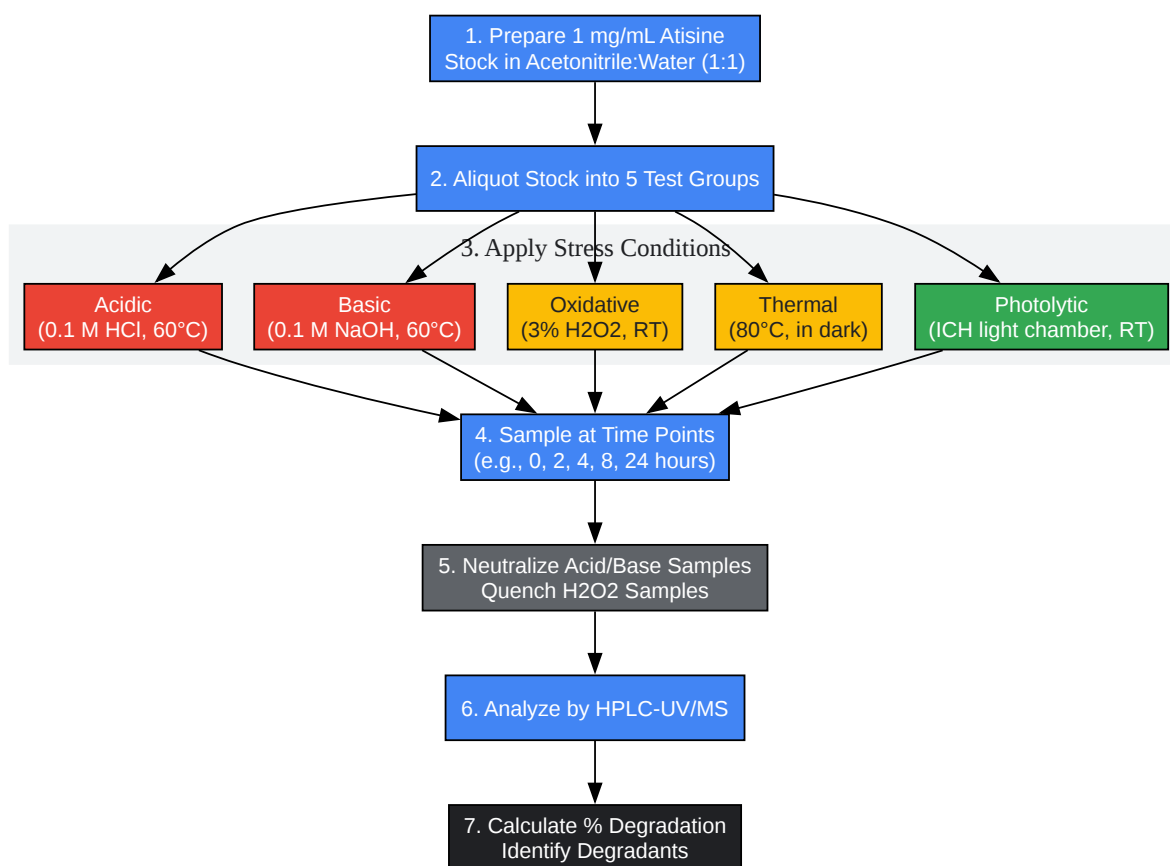 1. Prepare 1 mg/mL Atisine
Stock in Acetonitrile:Water (1:1)
2. Aliquot Stock into 5 Test Groups
3. Apply Stress Conditions
Acidic
(0.1 M HCl, 60°C)
Basic
(0.1 M NaOH, 60°C)
Oxidative
(3% H2O2, RT)
Thermal
(80°C, in dark)
Photolytic
(ICH light chamber, RT)
4. Sample at Time Points
(e.g., 0, 2, 4, 8, 24 hours)
5. Neutralize Acid/Base Samples
Quench H2O2 Samples
6. Analyze by HPLC-UV/MS
7. Calculate % Degradation
Identify Degradants